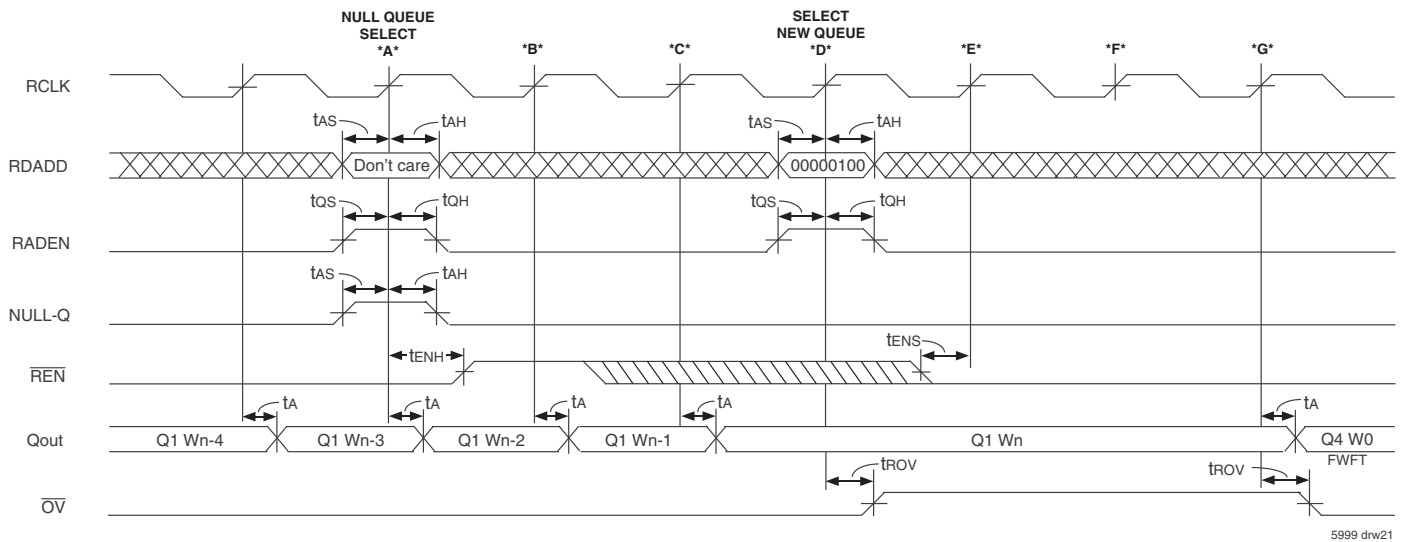 NULL QUEUE
SELECT
*A*
*B*
*C*
SELECT
NEW QUEUE
*D*
*E*
*F*
*G*
RCLK
tAS
tAH
tAS
tAH
RDADD
Don't care
00000100
tQS
tQH
tQS
tQH
RADEN
tAS
tAH
NULL-Q
tENH
tENS
REN
tA
tA
tA
tA
tA
Qout
Q1 Wn-4
Q1 Wn-3
Q1 Wn-2
Q1 Wn-1
Q1 Wn
Q4 W0
FWFT
tROV
tROV
OV
5999 drw21